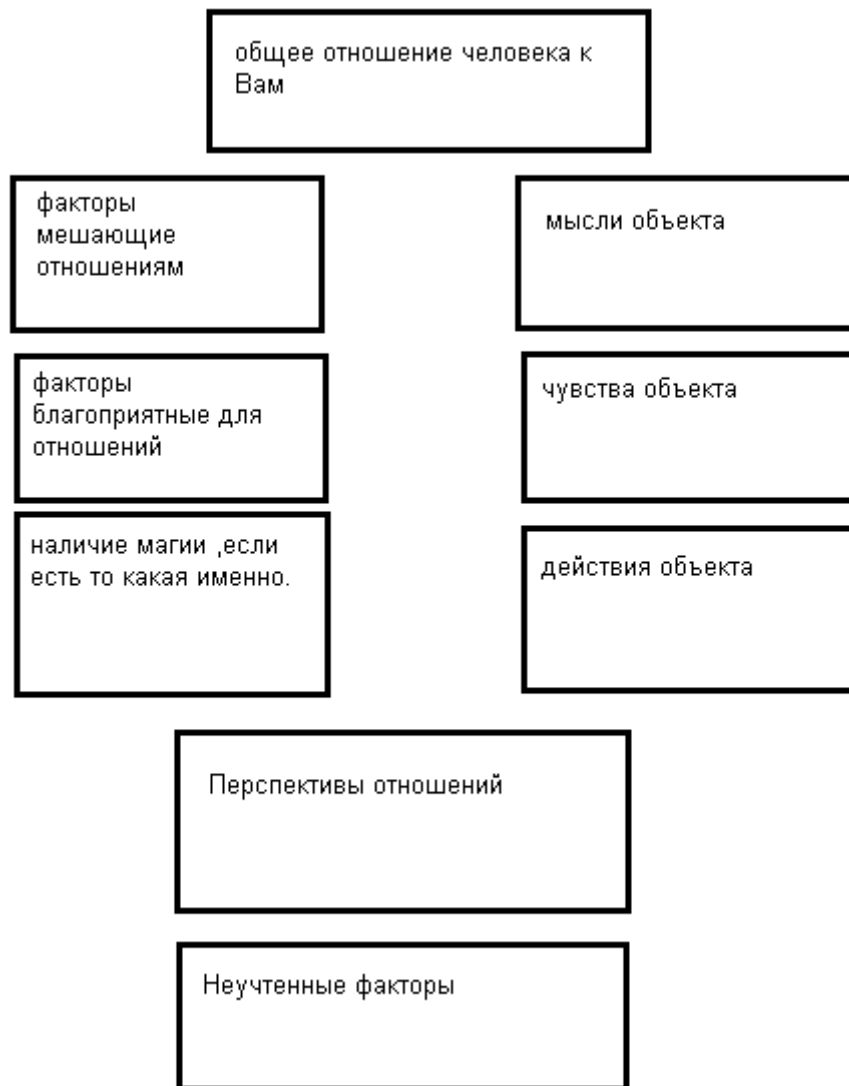 общее отношение человека к
Вам
факторы
мешающие
отношениям
мысли объекта
факторы
благоприятные для
отношений
чувства объекта
наличие магии ,если
есть то какая именно.
действия объекта
Перспективы отношений
Неучтенные факторы